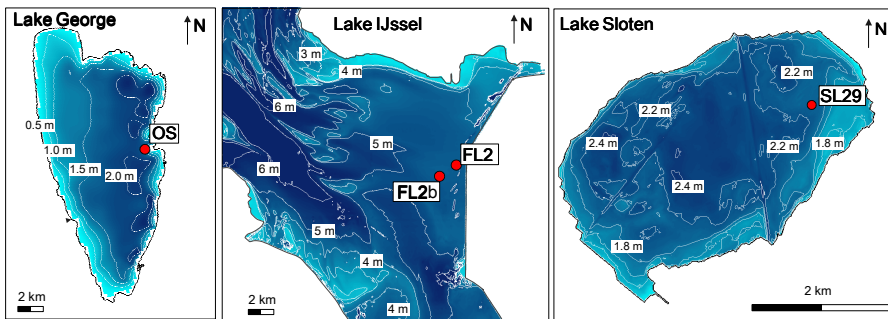 Lake George
N
0.5 m
OS
1.0 m
1.5 m
2.0 m
2 km
Lake IJssel
N
3 m
4 m
6 m
5 m
FL2
6 m
FL2b
5 m
4 m
4 m
2 km
Lake Sloten
N
2.2 m
SL29
2.2 m
2.4 m
2.2 m
1.8 m
2.4 m
1.8 m
2 km